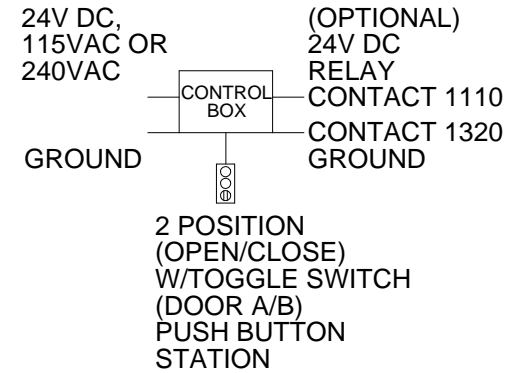 24V DC,
115VAC OR
240VAC
(OPTIONAL)
24V DC
RELAY
CONTACT 1110
CONTROL
BOX
CONTACT 1320
GROUND
GROUND
2 POSITION
(OPEN/CLOSE)
W/TOGGLE SWITCH
(DOOR A/B)
PUSH BUTTON
STATION